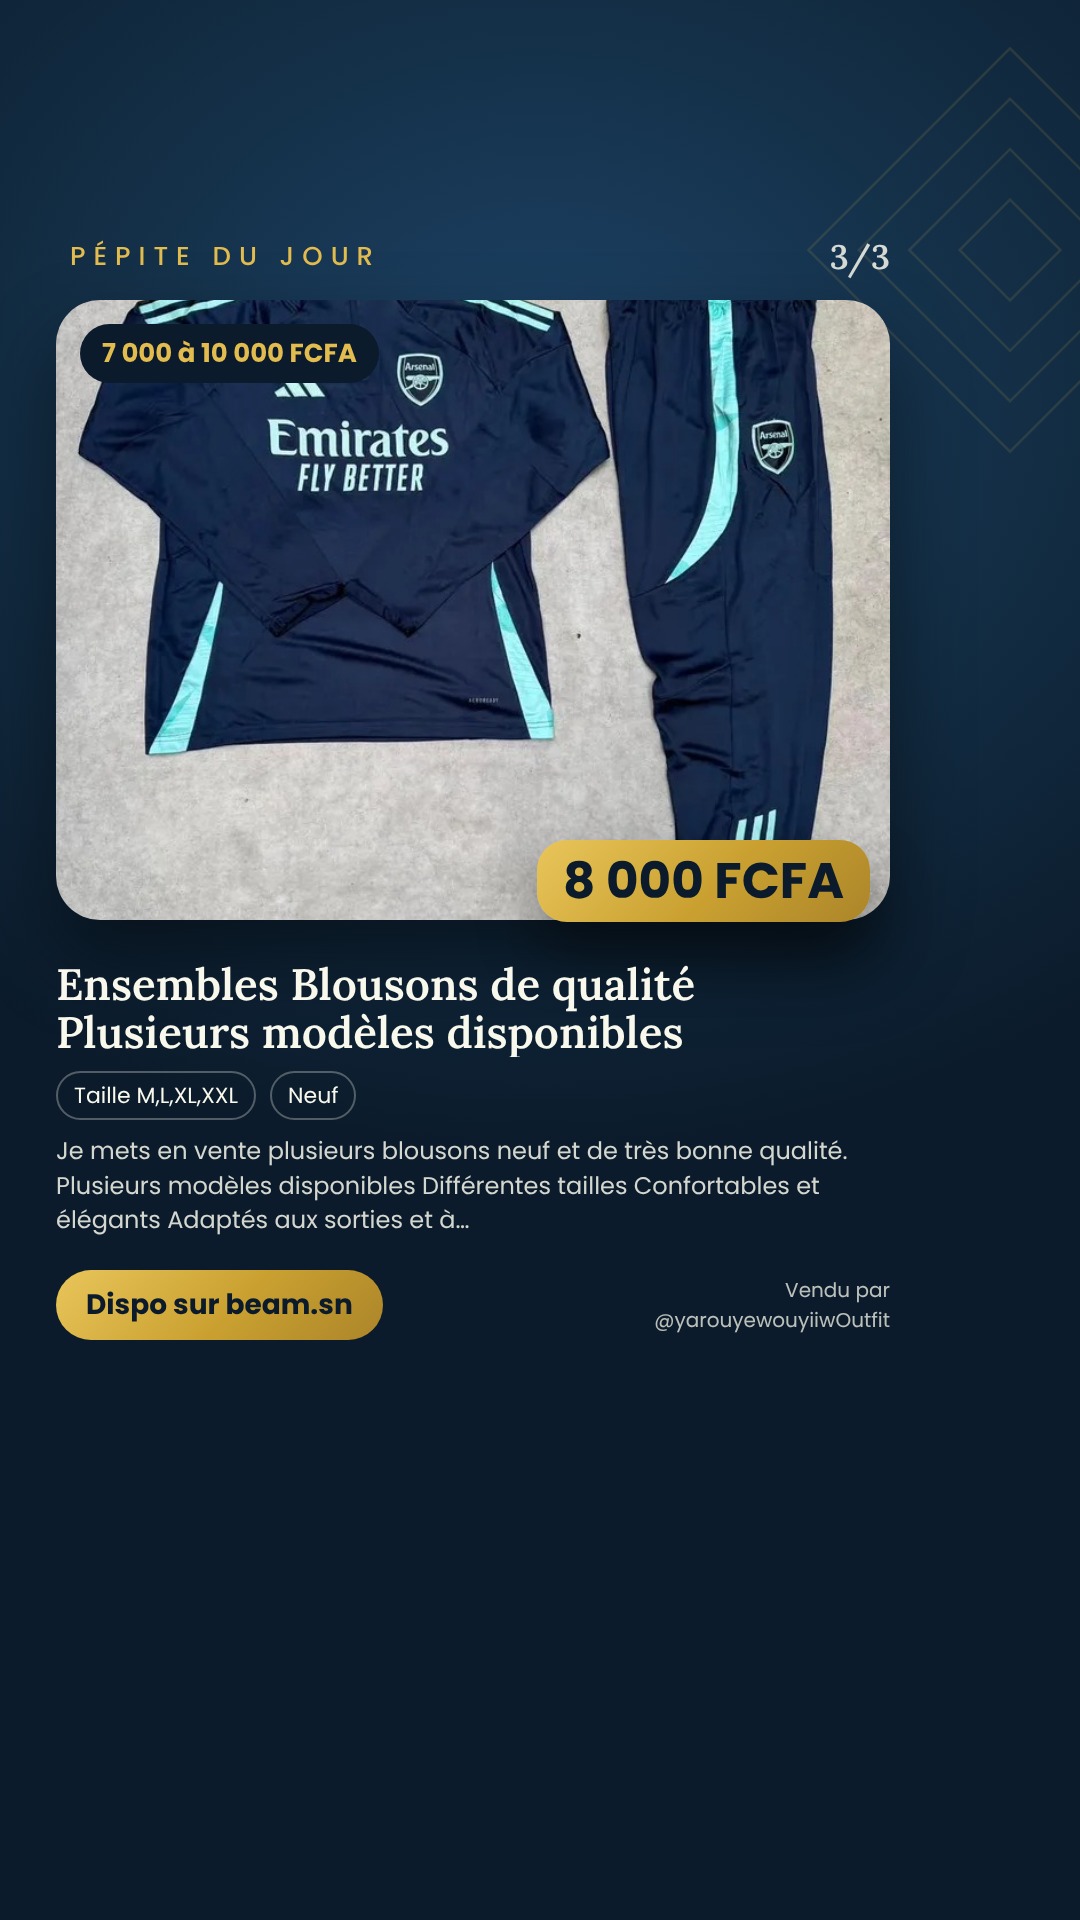 PÉPITE DU JOUR
3/3
7 000 à 10 000 FCFA
Arsenal
Emirates
FLY BETTER
Arsenal
AEROREADY
8 000 FCFA
Ensembles Blousons de qualité
Plusieurs modèles disponibles
Taille M,L,XL,XXL
Neuf
Je mets en vente plusieurs blousons neuf et de très bonne qualité.
Plusieurs modèles disponibles Différentes tailles Confortables et
élégants Adaptés aux sorties et à...
Dispo sur beam.sn
Vendu par
@yarouyewouyiiwOutfit